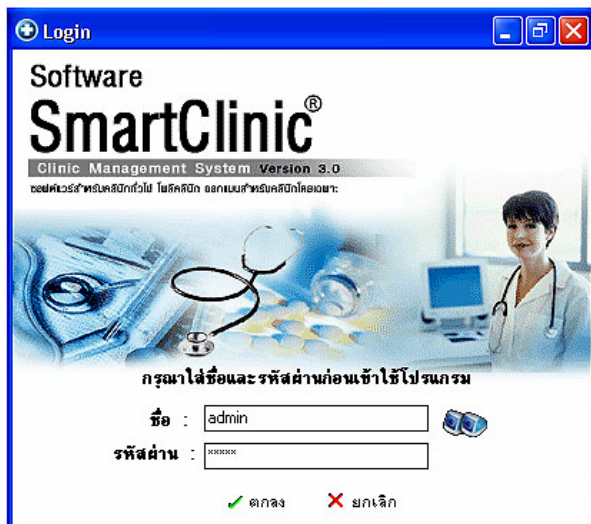 Login
Software
SmartClinic®
Clinic Management System Version 3.0
ซอฟต์แวร์สำหรับคลินิกทั่วไป โพลีคลินิก ออกแบบสำหรับคลินิกโดยเฉพาะ
กรุณาใส่ชื่อและรหัสผ่านก่อนเข้าใช้โปรแกรม
ชื่อ : admin
รหัสผ่าน : xxxxx
ตกลง ยกเลิก